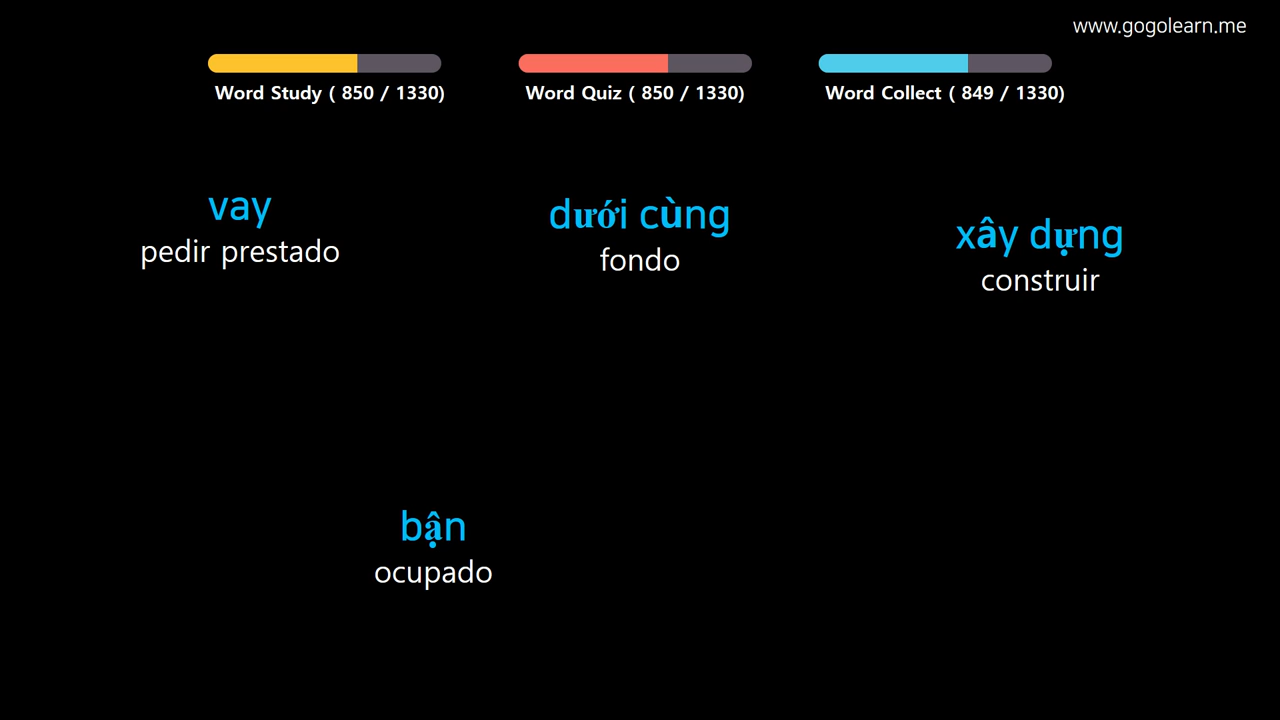 www.gogolearn.me
Word Study ( 850 / 1330)
Word Quiz ( 850 / 1330)
Word Collect ( 849 / 1330)
vay
pedir prestado
dưới cùng
fondo
xây dựng
construir
bận
ocupado